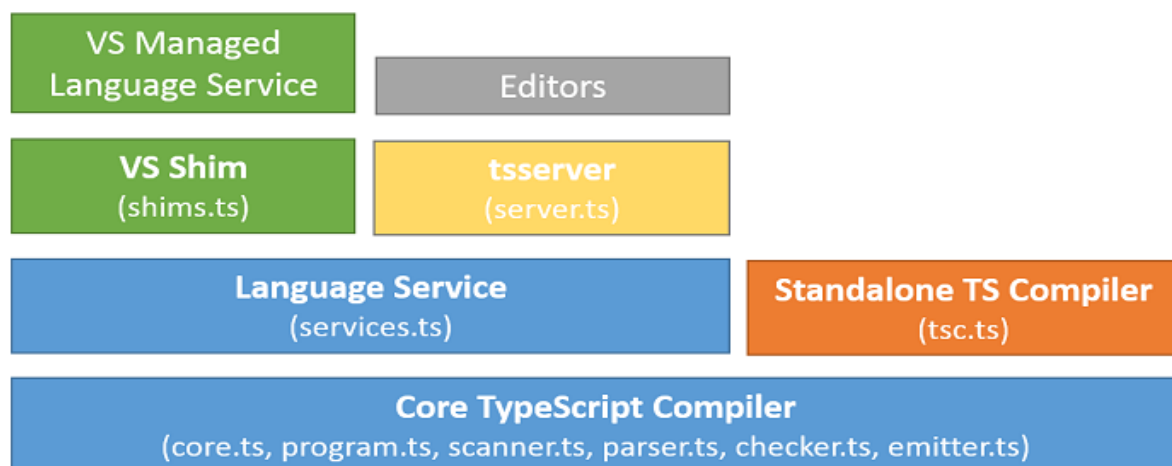 VS Managed
Language Service
Editors
VS Shim
(shims.ts)
tsserver
(server.ts)
Language Service
(services.ts)
Standalone TS Compiler
(tsc.ts)
Core TypeScript Compiler
(core.ts, program.ts, scanner.ts, parser.ts, checker.ts, emitter.ts)